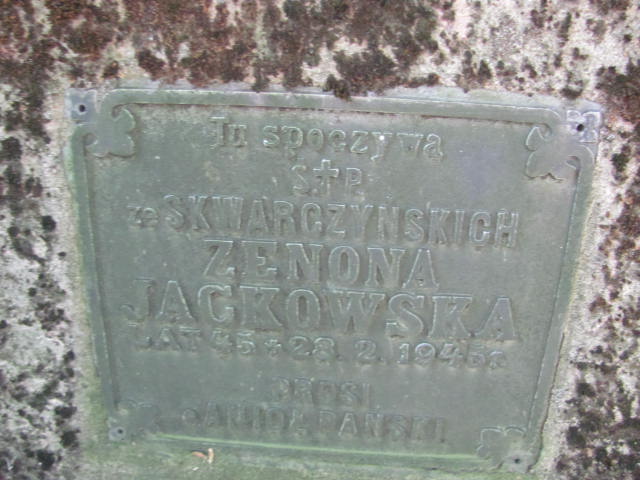 Tu spoczywa
Ś.†P.
ze SKWARCZYŃSKICH
ZENONA
JACKOWSKA
LAT 45 † 28. 2. 1945 r.
PROSI
O ANIOŁ PAŃSKI